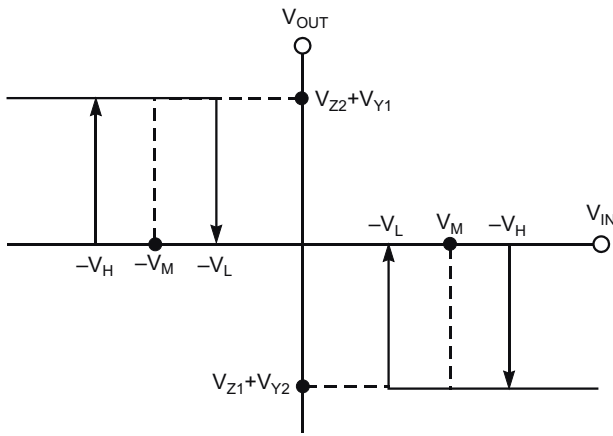 V_OUT
V_Z2+V_Y1
–V_L V_M –V_H V_IN
–V_H –V_M –V_L
V_Z1+V_Y2